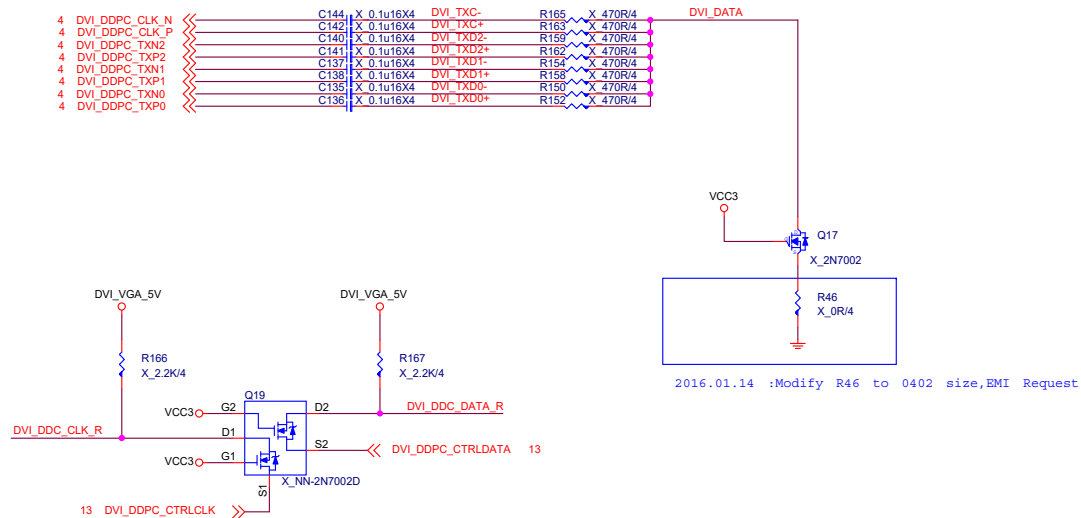 4 DVI_DDPC_CLK_N C144 X_0.1u16X4 DVI_TXC- R165 X_470R/4 DVI_DATA
4 DVI_DDPC_CLK_P C142 X_0.1u16X4 DVI_TXC+ R163 X_470R/4
4 DVI_DDPC_TXN2 C140 X_0.1u16X4 DVI_TXD2- R159 X_470R/4
4 DVI_DDPC_TXP2 C141 X_0.1u16X4 DVI_TXD2+ R162 X_470R/4
4 DVI_DDPC_TXN1 C137 X_0.1u16X4 DVI_TXD1- R154 X_470R/4
4 DVI_DDPC_TXP1 C138 X_0.1u16X4 DVI_TXD1+ R158 X_470R/4
4 DVI_DDPC_TXN0 C135 X_0.1u16X4 DVI_TXD0- R150 X_470R/4
4 DVI_DDPC_TXP0 C136 X_0.1u16X4 DVI_TXD0+ R152 X_470R/4
VCC3
Q17
X_2N7002
R46
X_0R/4
2016.01.14 :Modify R46 to 0402 size,EMI Request
DVI_VGA_5V DVI_VGA_5V
R166 R167
X_2.2K/4 X_2.2K/4
Q19
VCC3 G2 D2 DVI_DDC_DATA_R
DVI_DDC_CLK_R D1
S2 DVI_DDPC_CTRLDATA 13
VCC3 G1
X_NN-2N7002D
S1
13 DVI_DDPC_CTRLCLK